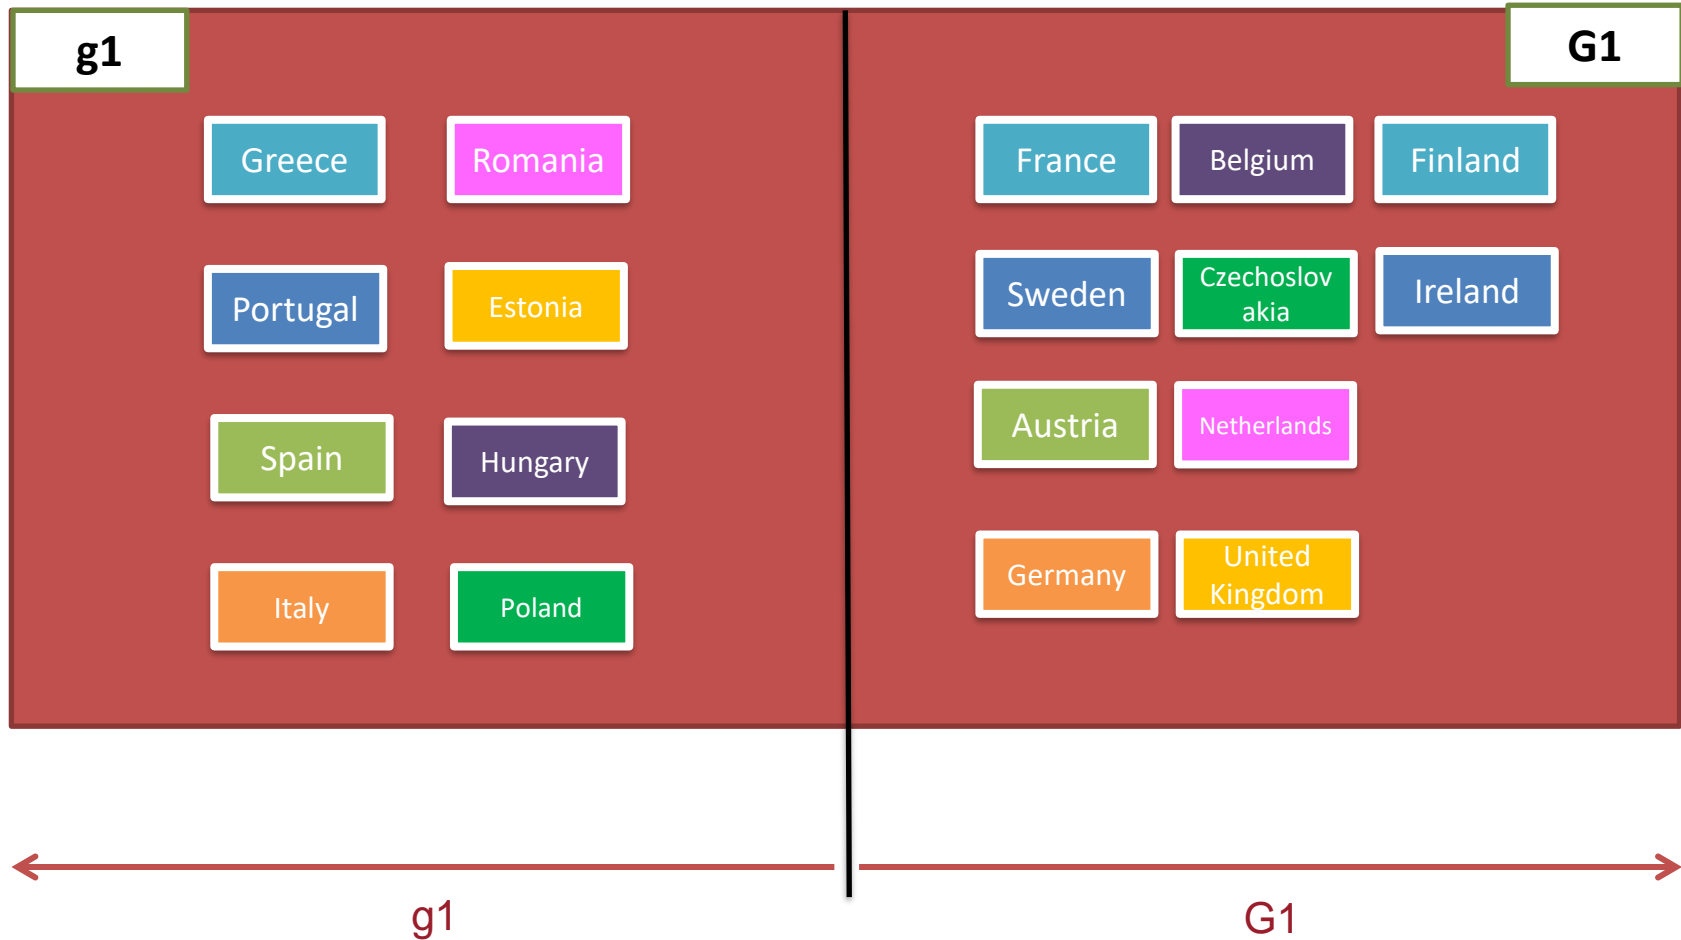 g1
G1
Greece
Romania
Portugal
Estonia
Spain
Hungary
Italy
Poland
France
Belgium
Finland
Sweden
Czechoslov
akia
Ireland
Austria
Netherlands
Germany
United
Kingdom
g1
G1